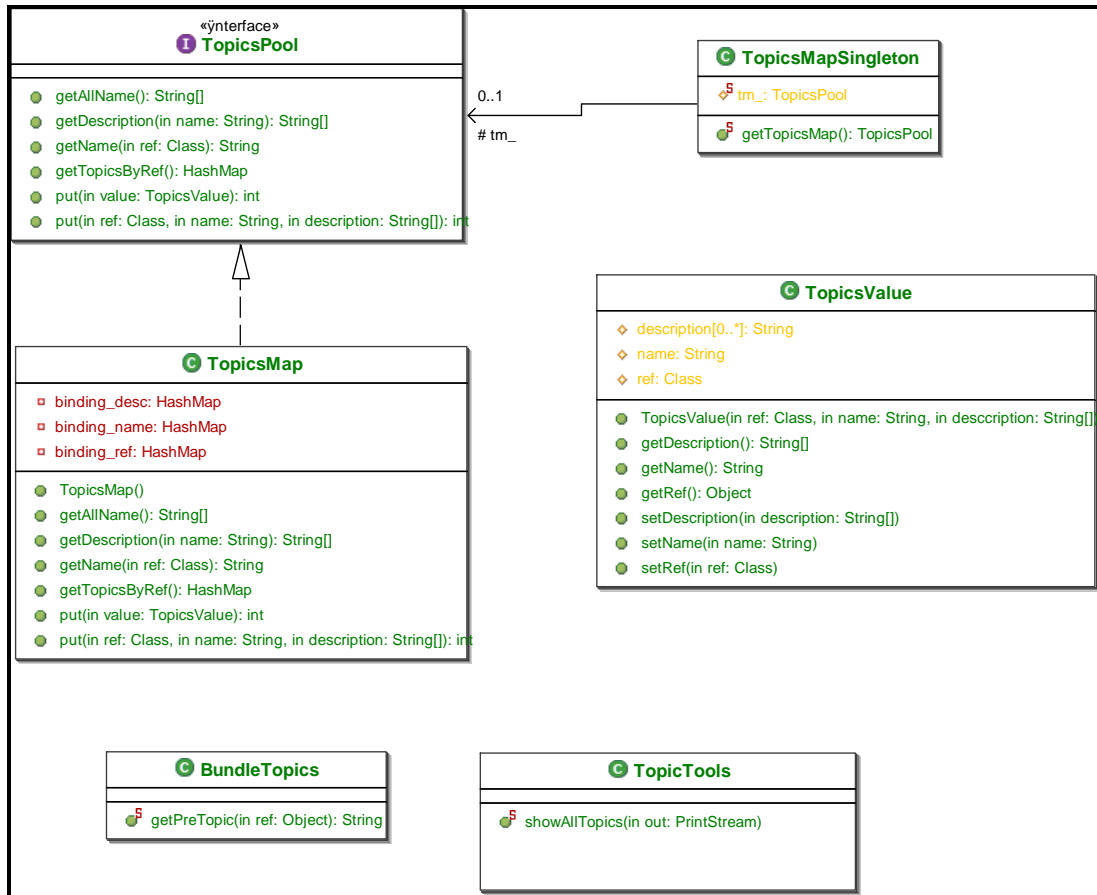 «ÿnterface»
I TopicsPool
getAllName(): String[]
getDescription(in name: String): String[]
getName(in ref: Class): String
getTopicsByRef(): HashMap
put(in value: TopicsValue): int
put(in ref: Class, in name: String, in description: String[]): int
0..1
# tm_
C TopicsMapSingleton
S tm_: TopicsPool
S getTopicsMap(): TopicsPool
C TopicsValue
description[0..*]: String
name: String
ref: Class
TopicsValue(in ref: Class, in name: String, in desccription: String[])
getDescription(): String[]
getName(): String
getRef(): Object
setDescription(in description: String[])
setName(in name: String)
setRef(in ref: Class)
C TopicsMap
binding_desc: HashMap
binding_name: HashMap
binding_ref: HashMap
TopicsMap()
getAllName(): String[]
getDescription(in name: String): String[]
getName(in ref: Class): String
getTopicsByRef(): HashMap
put(in value: TopicsValue): int
put(in ref: Class, in name: String, in description: String[]): int
C BundleTopics
S getPreTopic(in ref: Object): String
C TopicTools
S showAllTopics(in out: PrintStream)